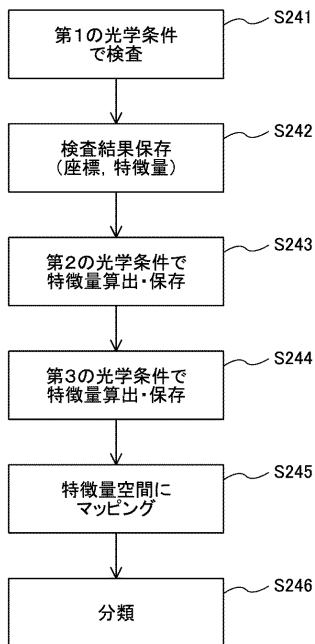 第1の光学条件
で検査
S241
検査結果保存
(座標, 特徴量)
S242
第2の光学条件で
特徴量算出・保存
S243
第3の光学条件で
特徴量算出・保存
S244
特徴量空間に
マッピング
S245
分類
S246